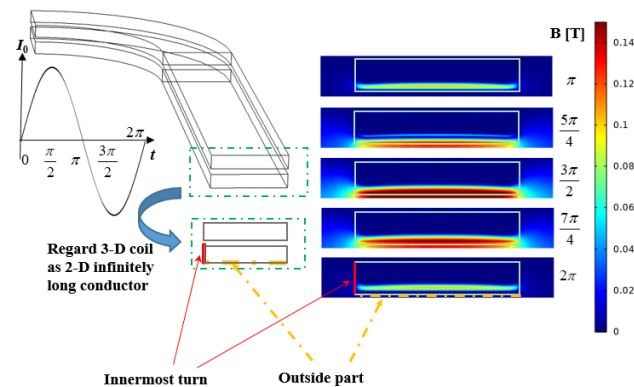 B [T]
I₀
0
π/2
π
3π/2
2π
t
π
5π/4
3π/2
7π/4
2π
0.14
0.12
0.1
0.08
0.06
0.04
0.02
0
Regard 3-D coil
as 2-D infinitely
long conductor
Innermost turn
Outside part